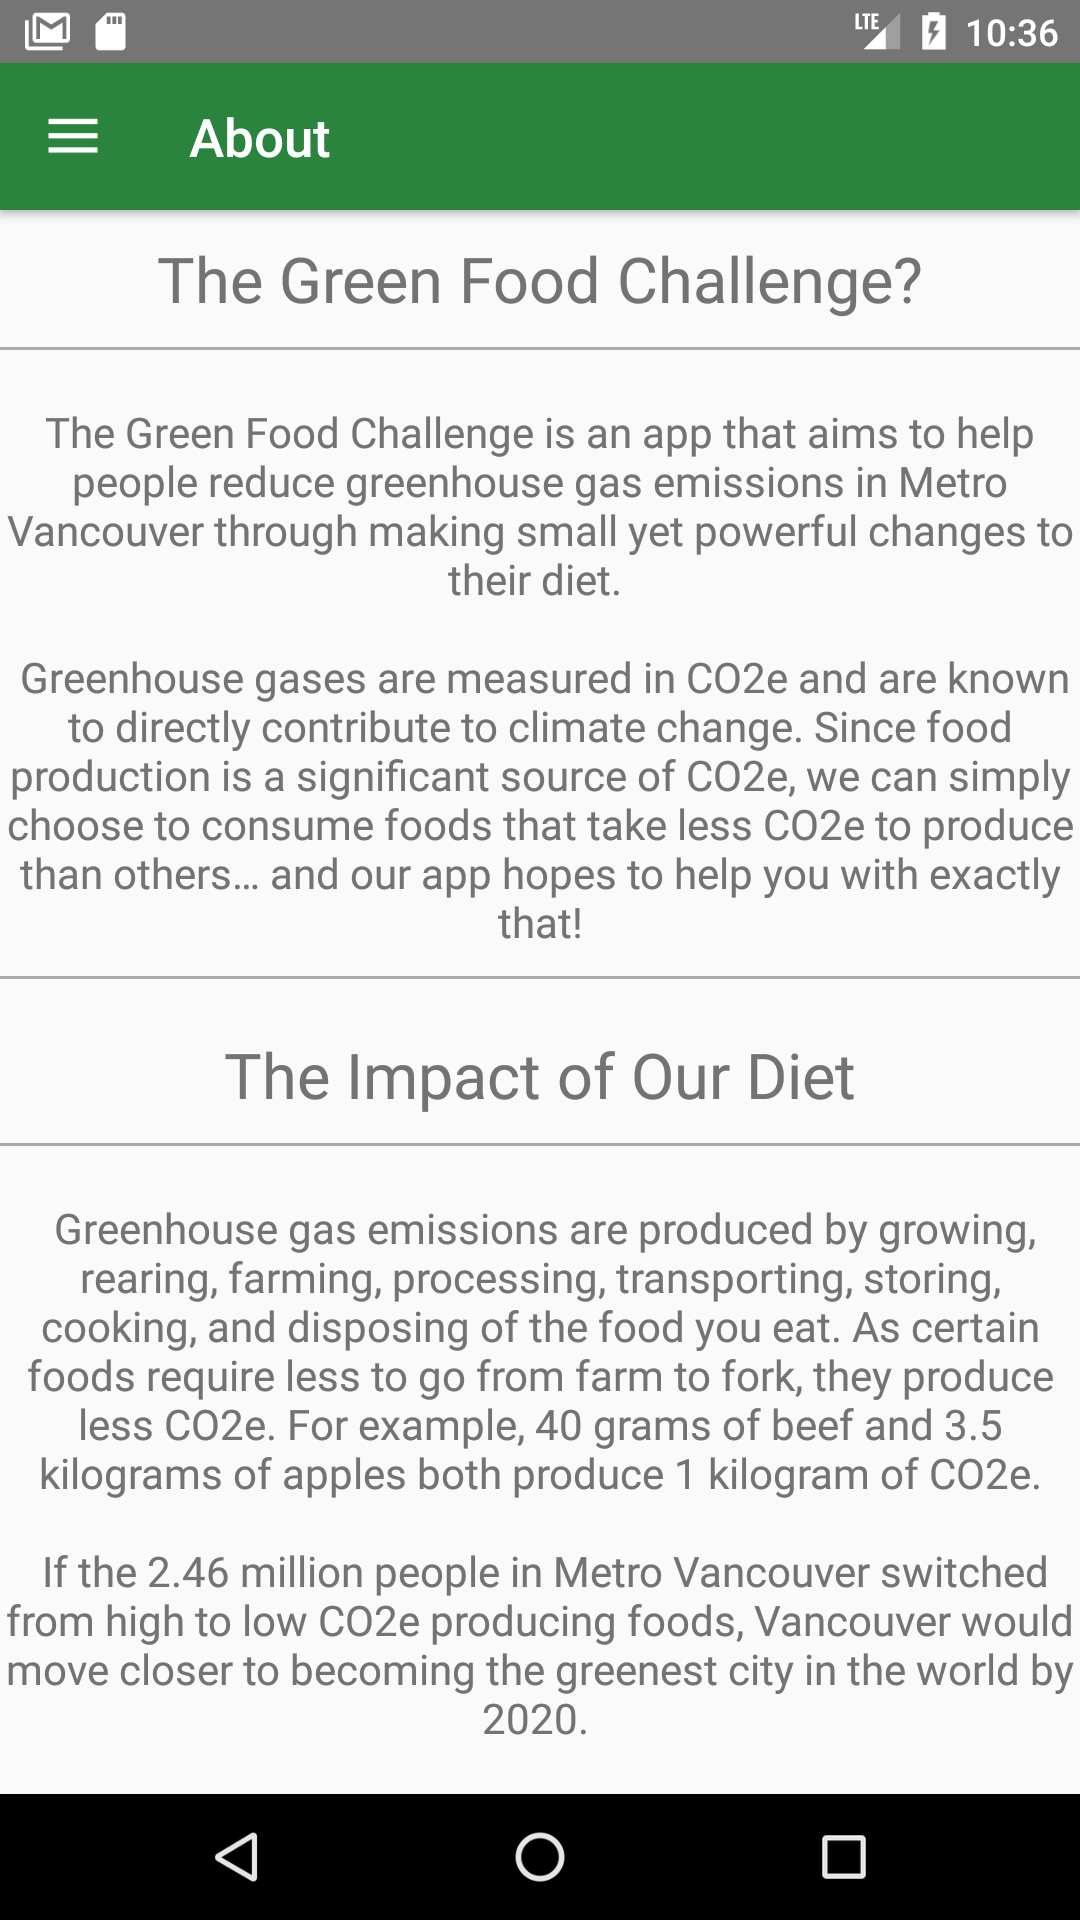 LTE 10:36
About
The Green Food Challenge?
The Green Food Challenge is an app that aims to help
people reduce greenhouse gas emissions in Metro
Vancouver through making small yet powerful changes to
their diet.
Greenhouse gases are measured in CO2e and are known
to directly contribute to climate change. Since food
production is a significant source of CO2e, we can simply
choose to consume foods that take less CO2e to produce
than others… and our app hopes to help you with exactly
that!
The Impact of Our Diet
Greenhouse gas emissions are produced by growing,
rearing, farming, processing, transporting, storing,
cooking, and disposing of the food you eat. As certain
foods require less to go from farm to fork, they produce
less CO2e. For example, 40 grams of beef and 3.5
kilograms of apples both produce 1 kilogram of CO2e.
If the 2.46 million people in Metro Vancouver switched
from high to low CO2e producing foods, Vancouver would
move closer to becoming the greenest city in the world by
2020.